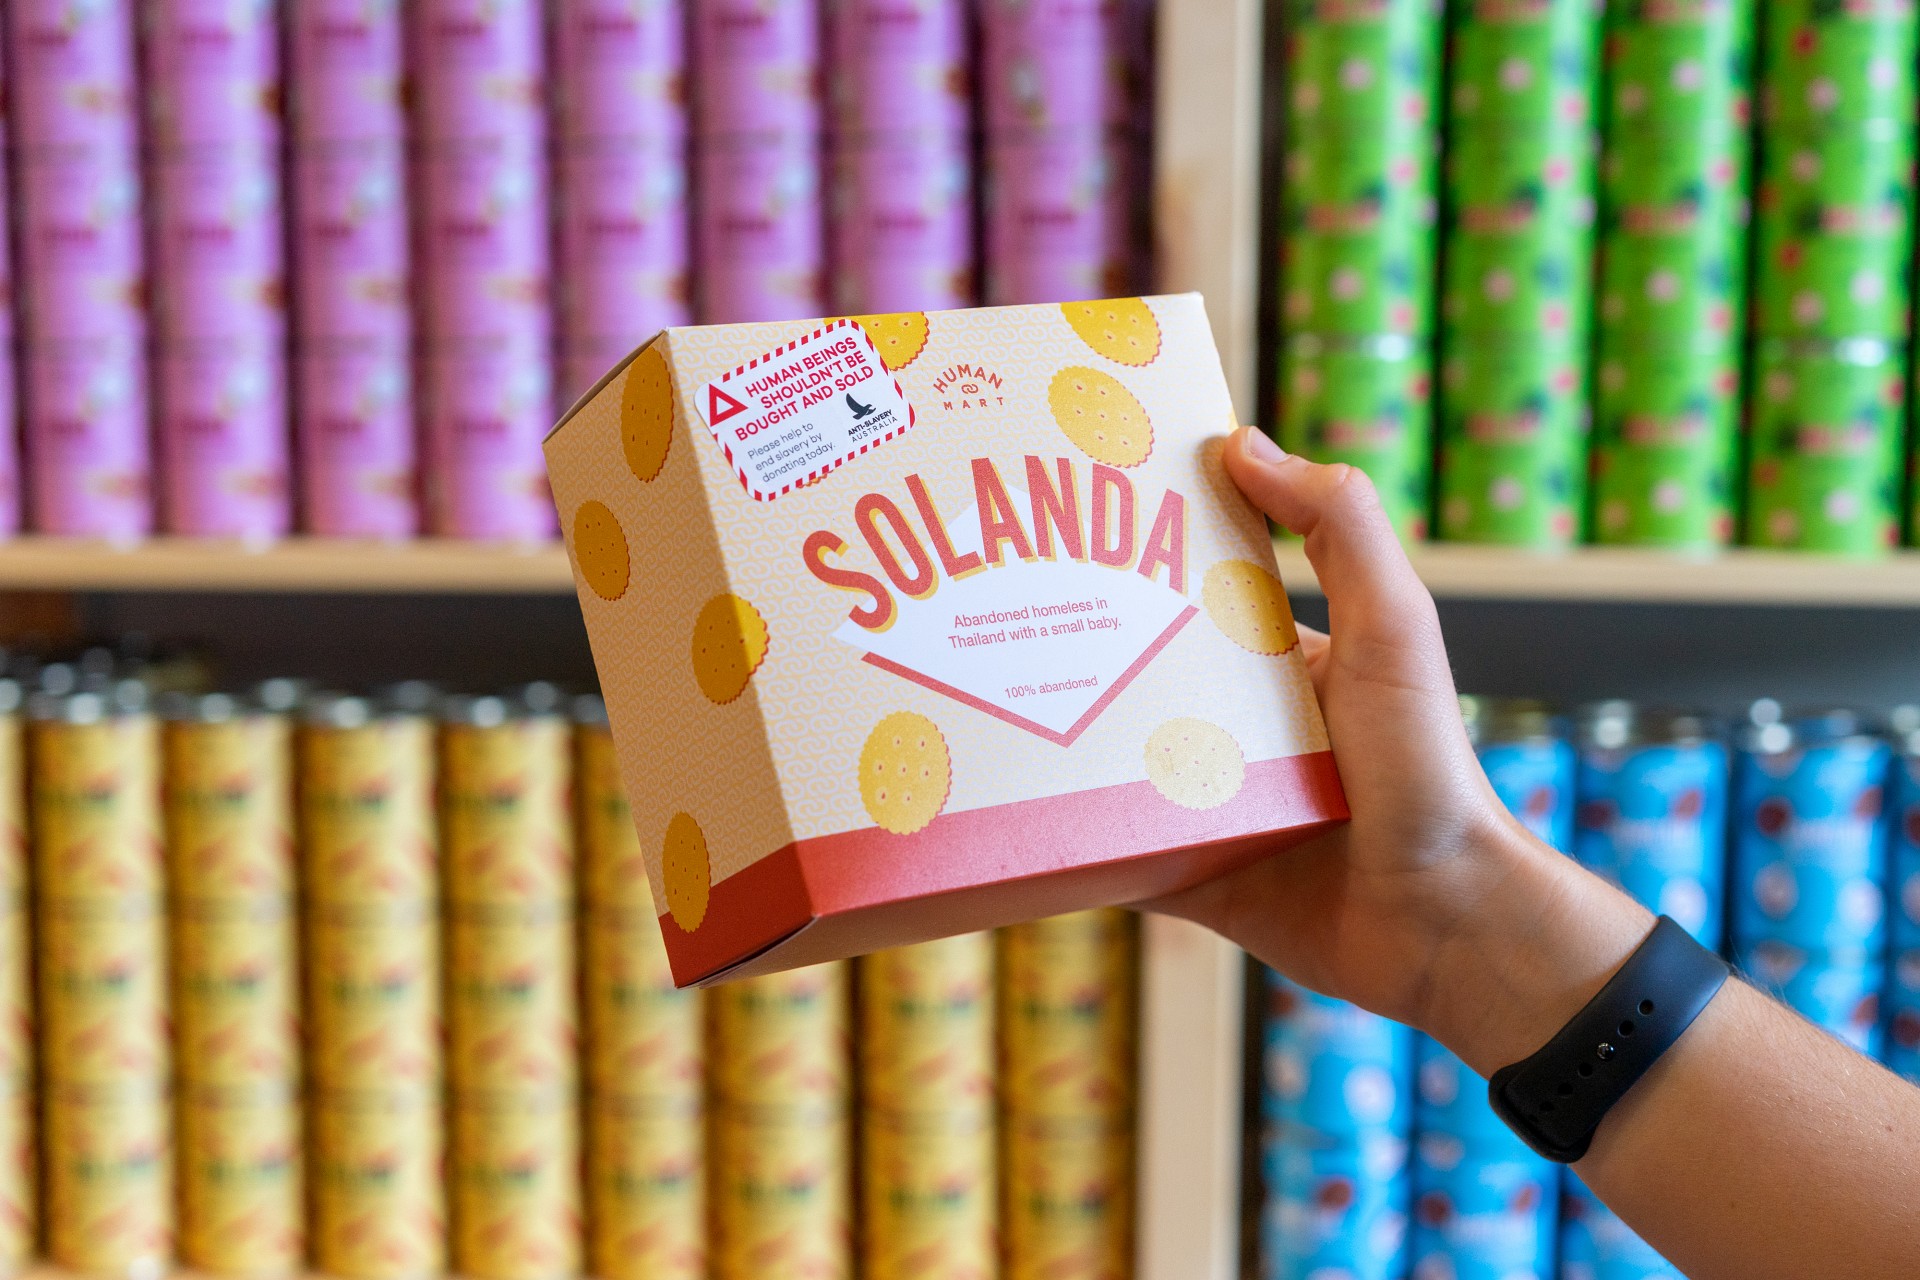 HUMAN BEINGS
SHOULDN'T BE
BOUGHT AND SOLD
Please help to
end slavery by
donating today.
ANTI-SLAVERY
AUSTRALIA
HUMAN
MART
SOLANDA
Abandoned homeless in
Thailand with a small baby.
100% abandoned